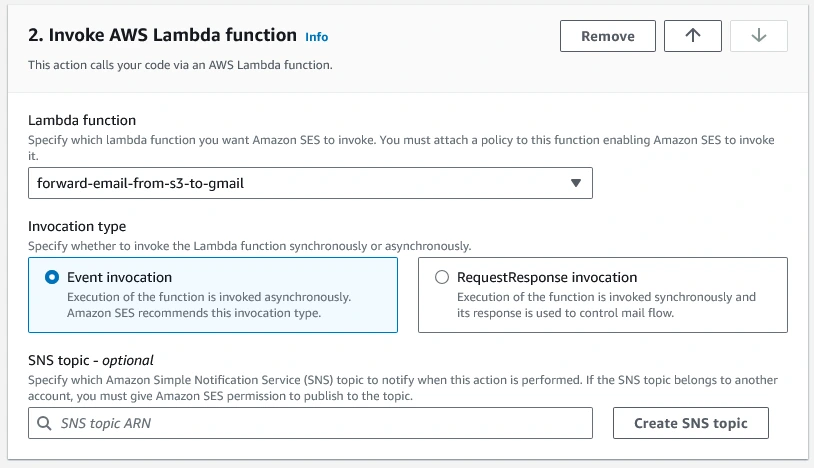 2. Invoke AWS Lambda function Info
Remove
This action calls your code via an AWS Lambda function.
Lambda function
Specify which lambda function you want Amazon SES to invoke. You must attach a policy to this function enabling Amazon SES to invoke
it.
forward-email-from-s3-to-gmail
Invocation type
Specify whether to invoke the Lambda function synchronously or asynchronously.
Event invocation
Execution of the function is invoked asynchronously.
Amazon SES recommends this invocation type.
RequestResponse invocation
Execution of the function is invoked synchronously and
its response is used to control mail flow.
SNS topic - optional
Specify which Amazon Simple Notification Service (SNS) topic to notify when this action is performed. If the SNS topic belongs to another
account, you must give Amazon SES permission to publish to the topic.
SNS topic ARN
Create SNS topic